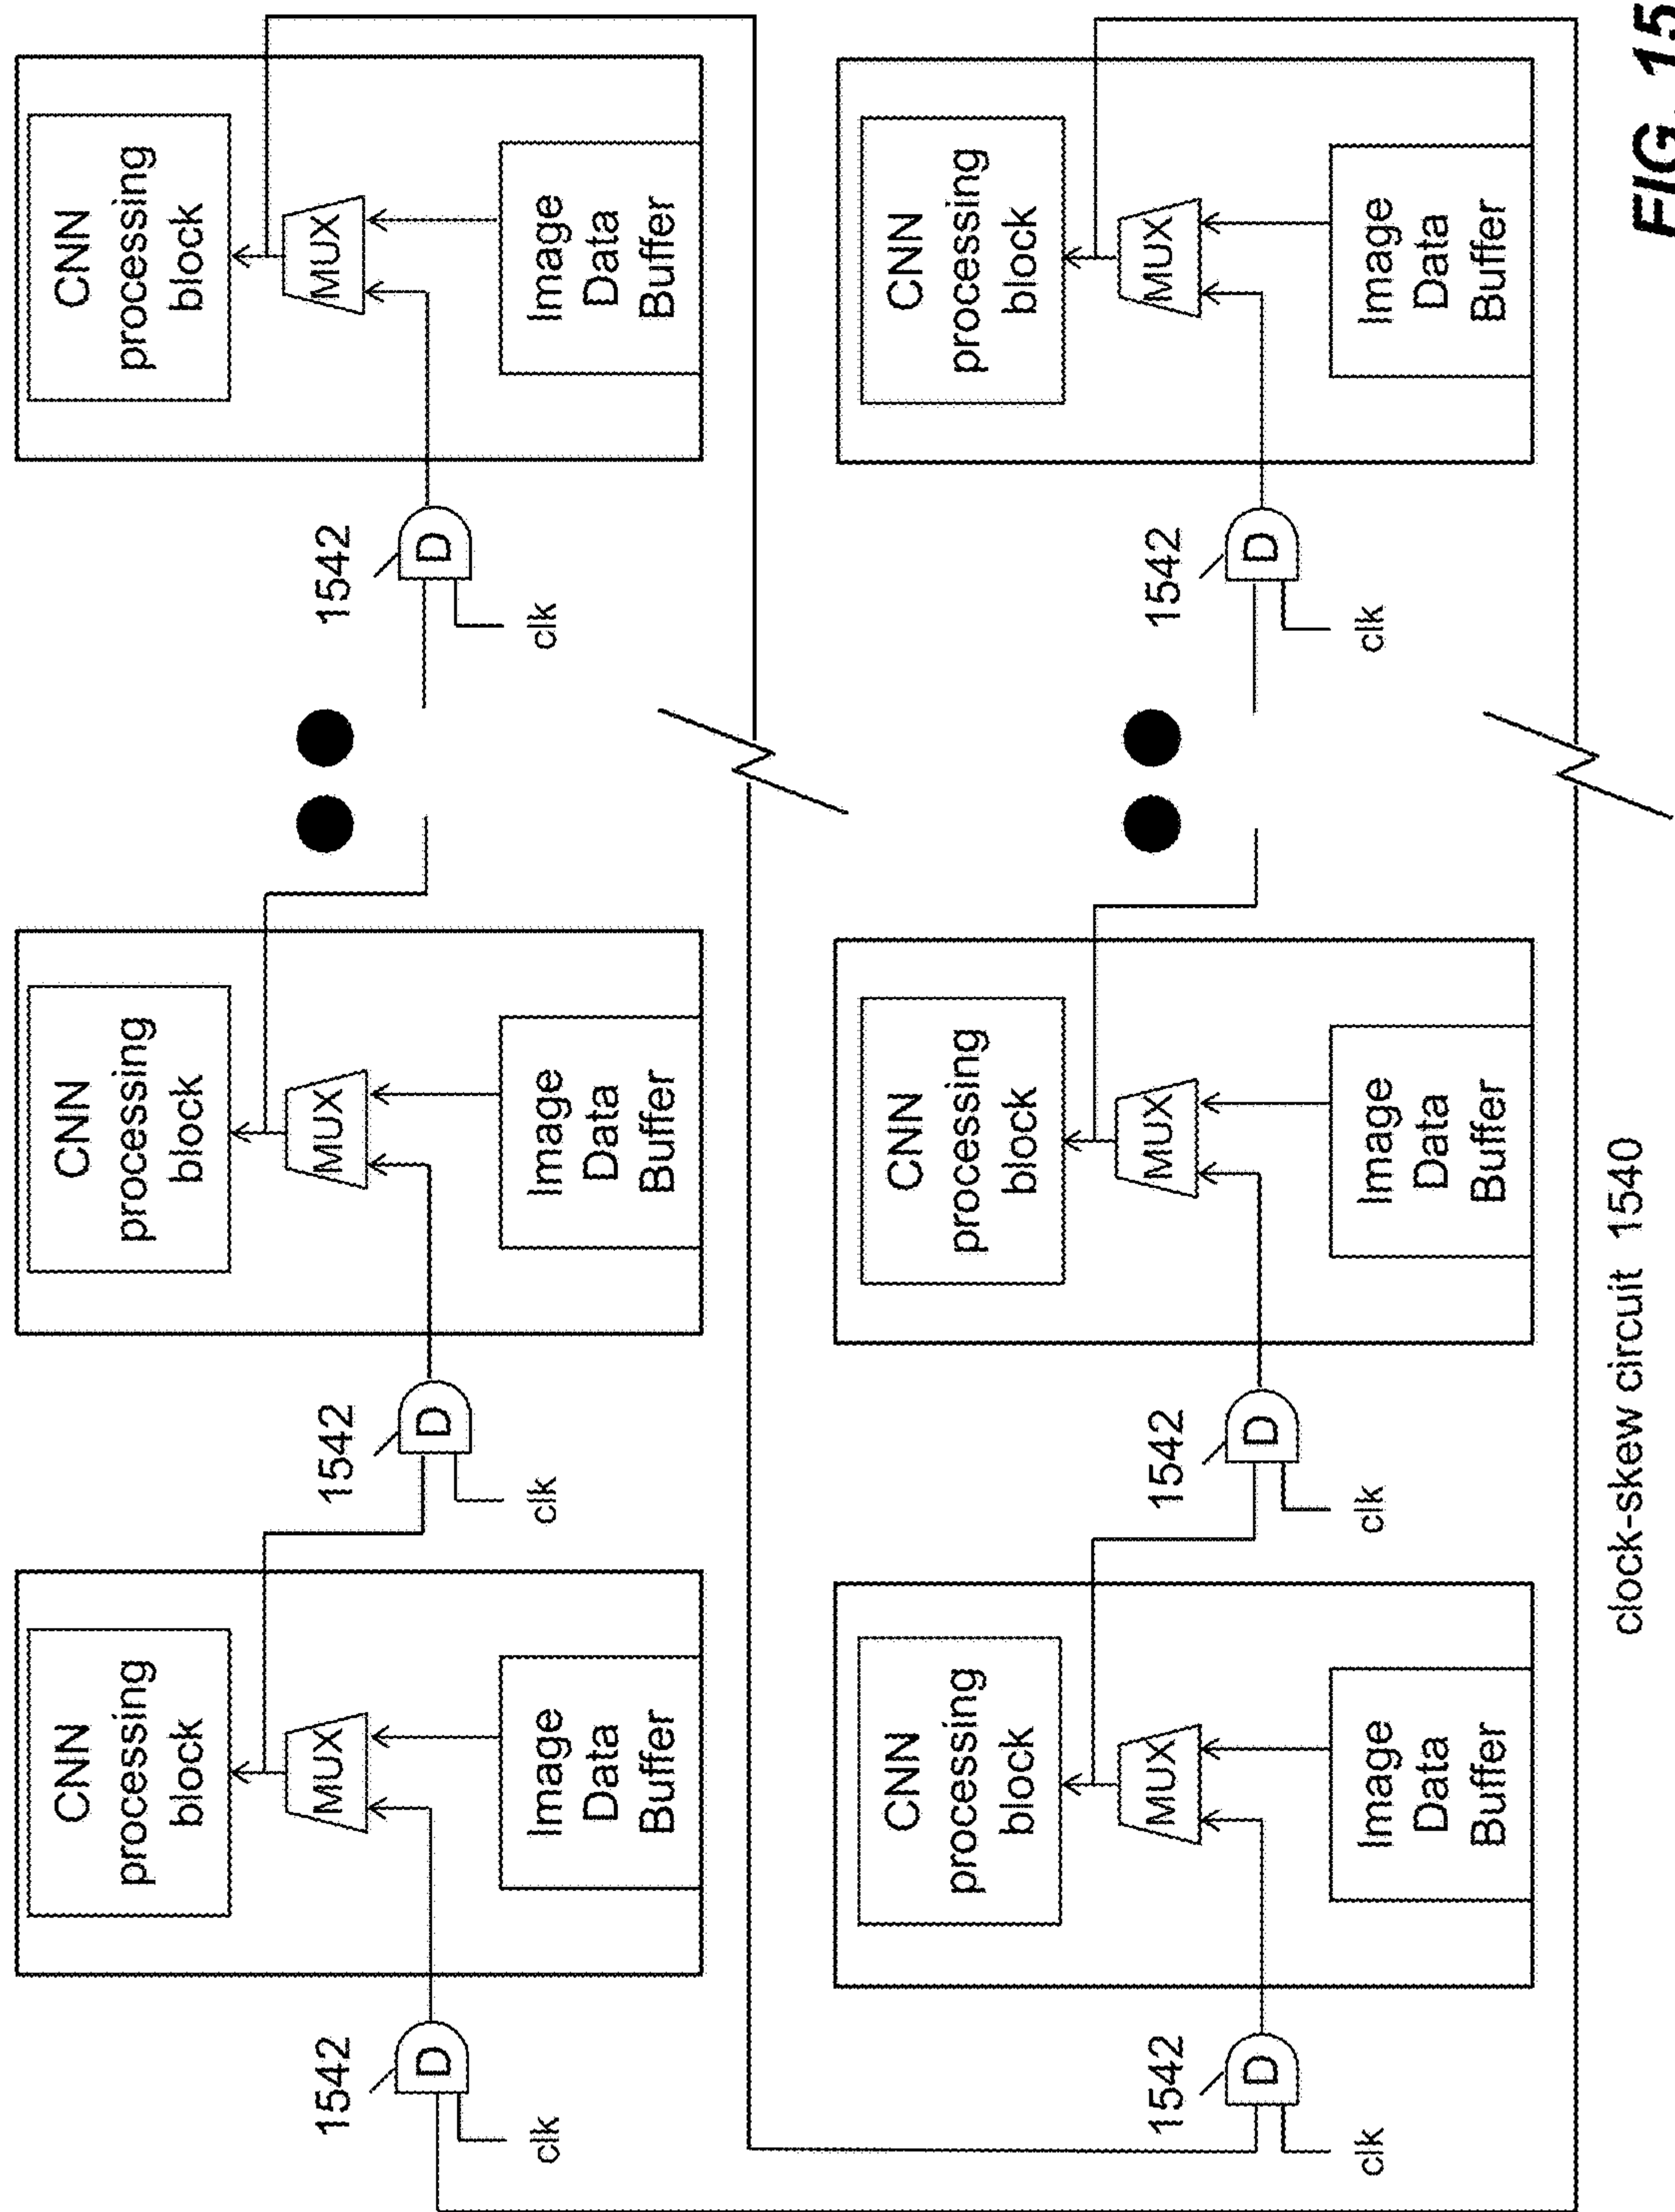 1542
D
clk
CNN
processing
block
MUX
Image
Data
Buffer
1542
D
clk
CNN
processing
block
MUX
Image
Data
Buffer
1542
D
clk
CNN
processing
block
MUX
Image
Data
Buffer
1542
D
clk
CNN
processing
block
MUX
Image
Data
Buffer
1542
D
clk
CNN
processing
block
MUX
Image
Data
Buffer
1542
D
clk
CNN
processing
block
MUX
Image
Data
Buffer
clock-skew circuit 1540
FIG. 15